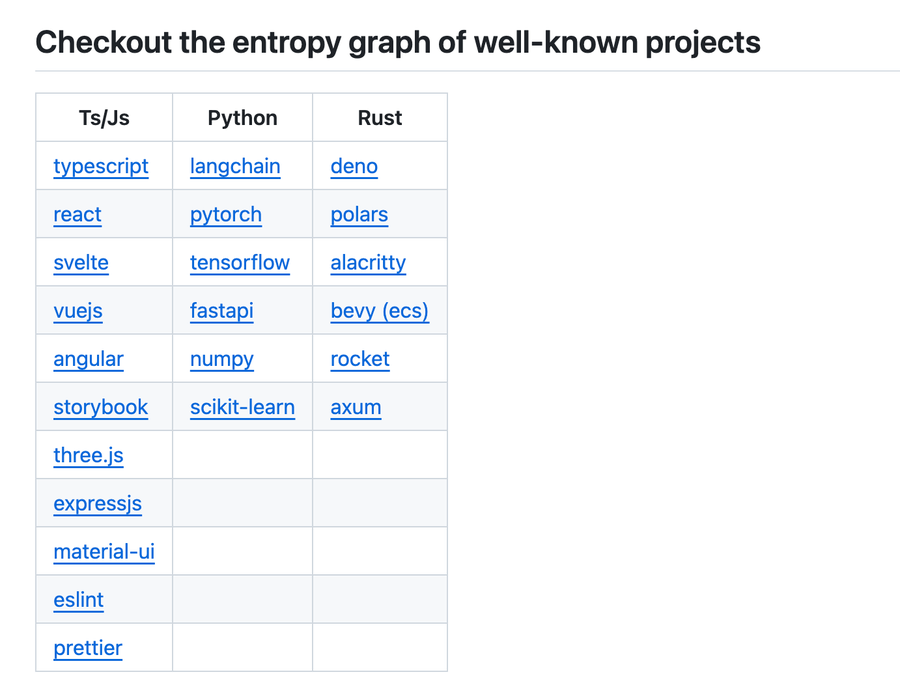 Checkout the entropy graph of well-known projects
Ts/Js Python Rust
typescript langchain deno
react pytorch polars
svelte tensorflow alacritty
vuejs fastapi bevy (ecs)
angular numpy rocket
storybook scikit-learn axum
three.js
expressjs
material-ui
eslint
prettier